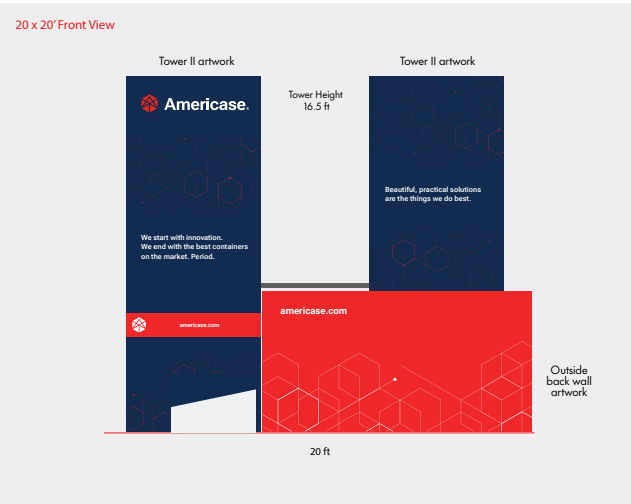 20 x 20' Front View
Tower II artwork
Tower II artwork
Tower Height
16.5 ft
Americase.
Beautiful, practical solutions
are the things we do best.
We start with innovation.
We end with the best containers
on the market. Period.
americase.com
americase.com
Outside
back wall
artwork
20 ft